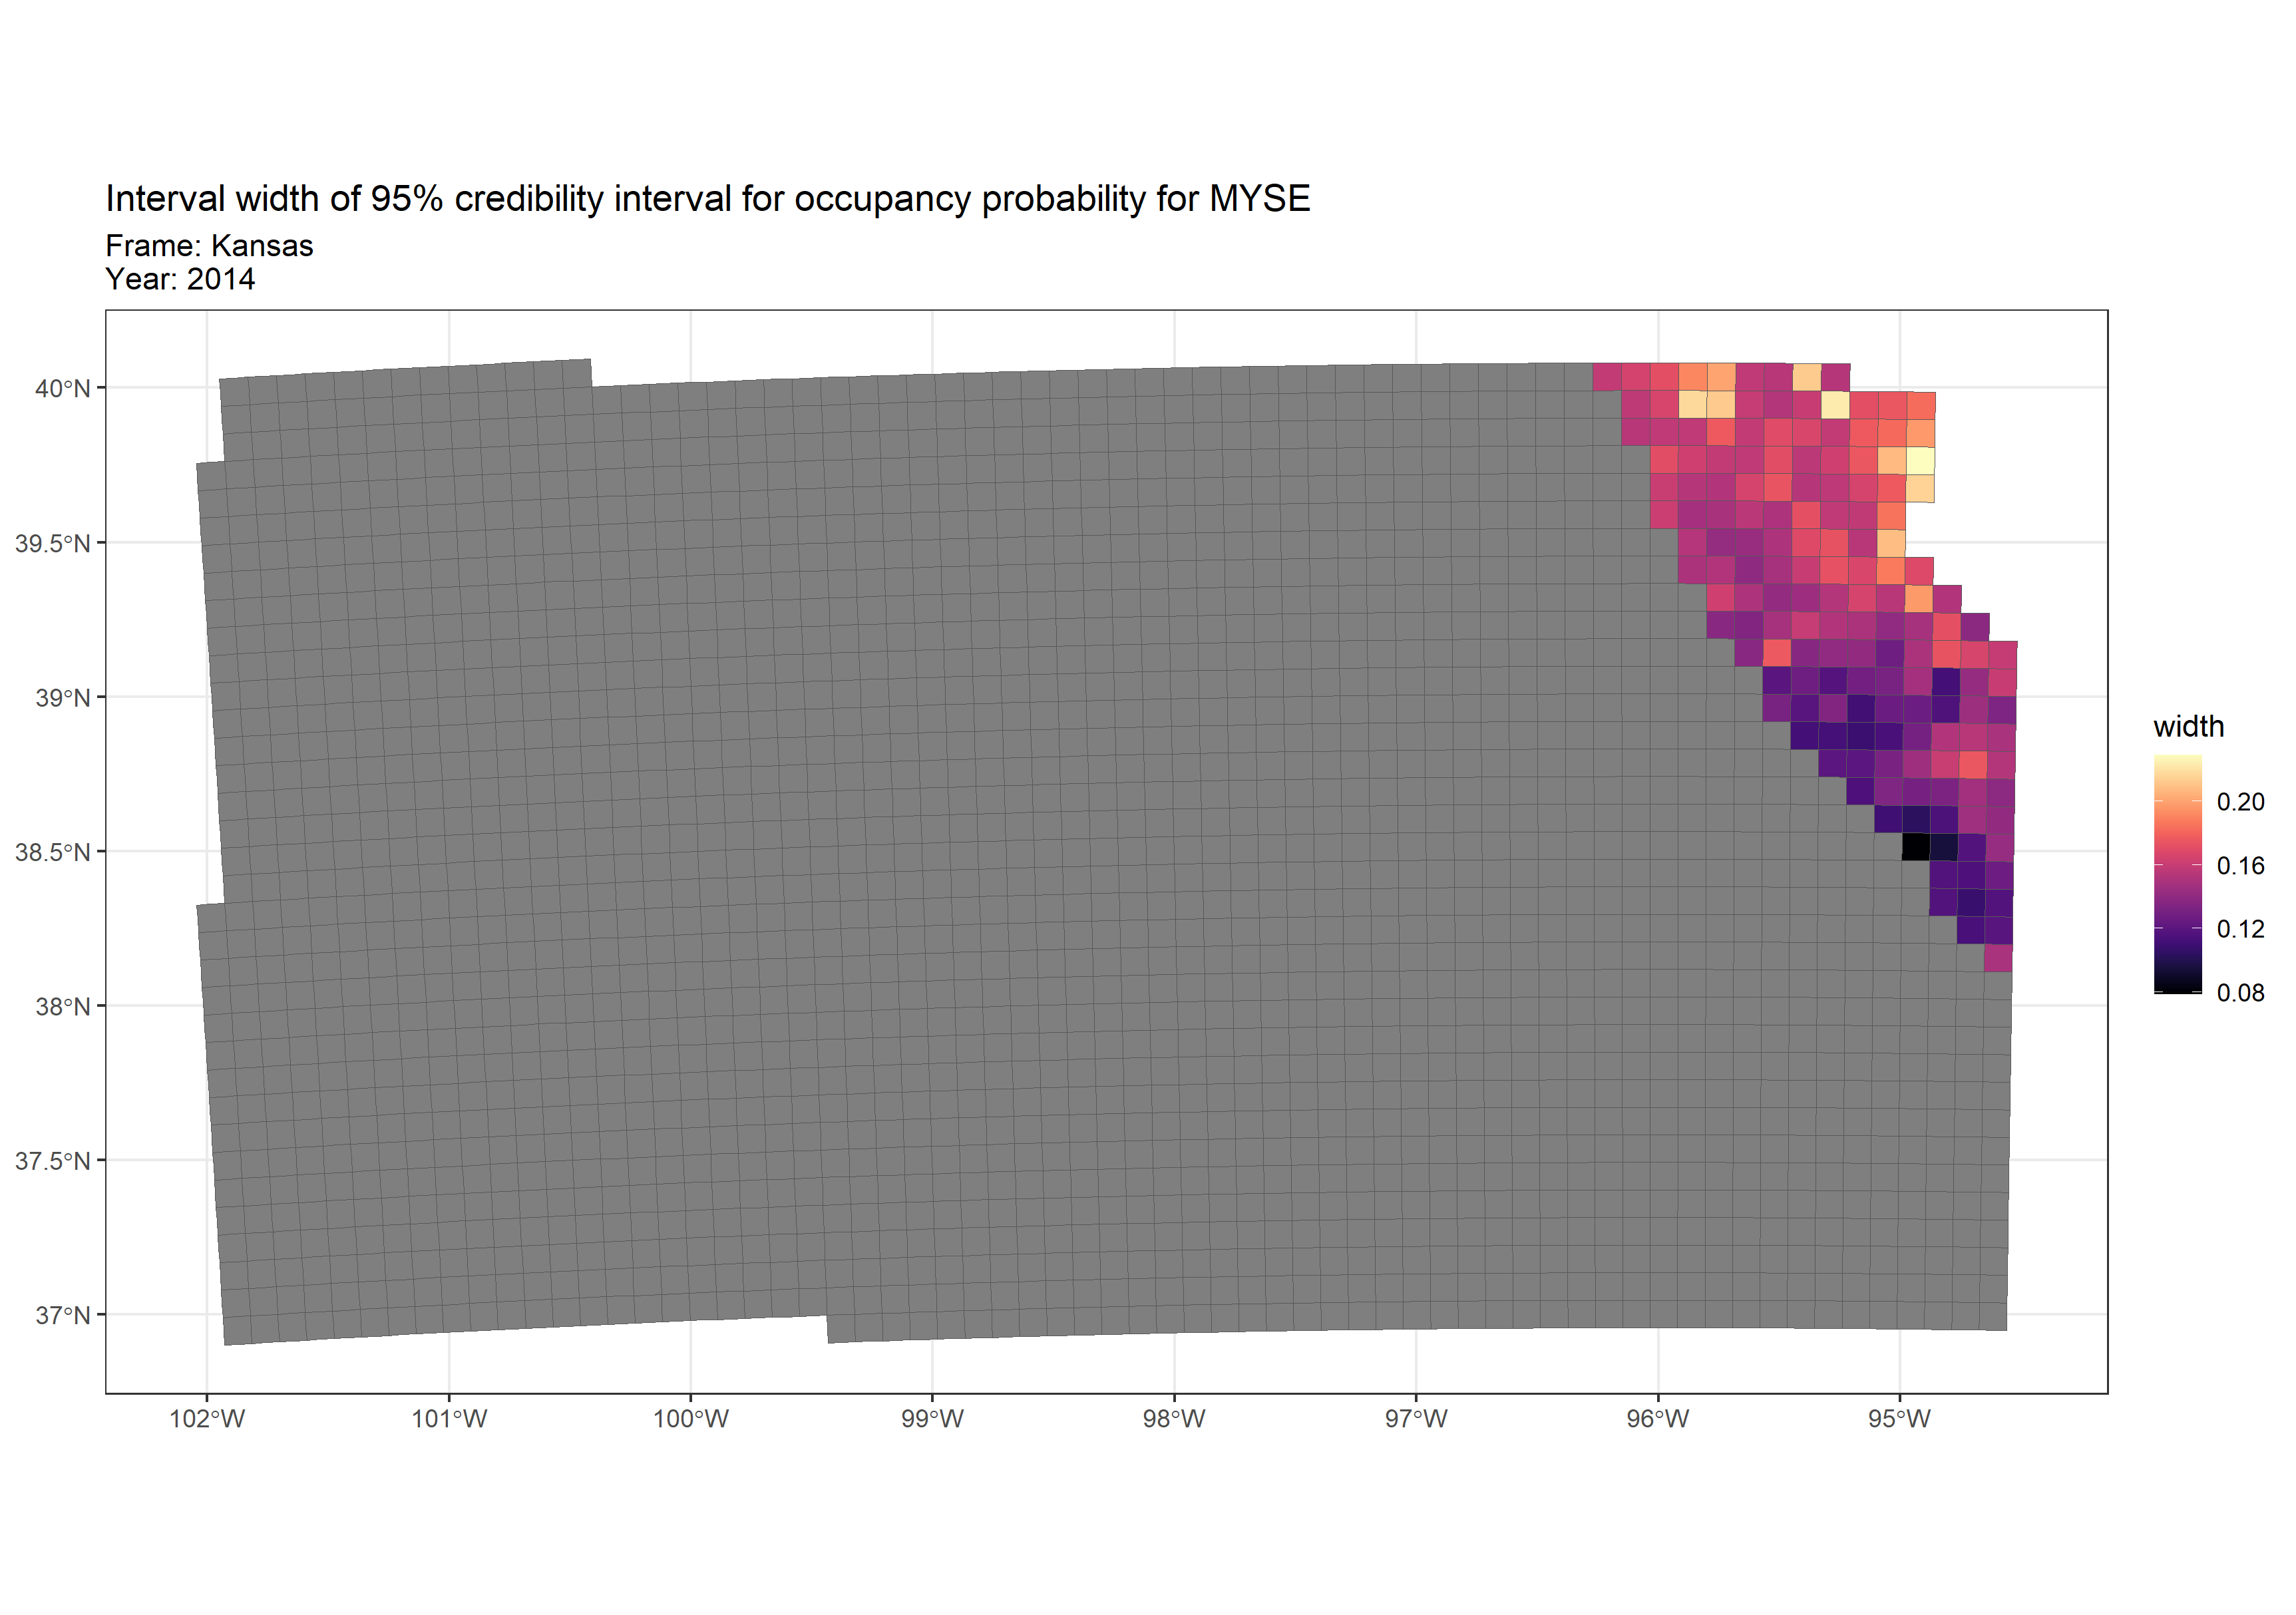 Interval width of 95% credibility interval for occupancy probability for MYSE
Frame: Kansas
Year: 2014
40°N
39.5°N
39°N
38.5°N
38°N
37.5°N
37°N
102°W
101°W
100°W
99°W
98°W
97°W
96°W
95°W
width
0.20
0.16
0.12
0.08